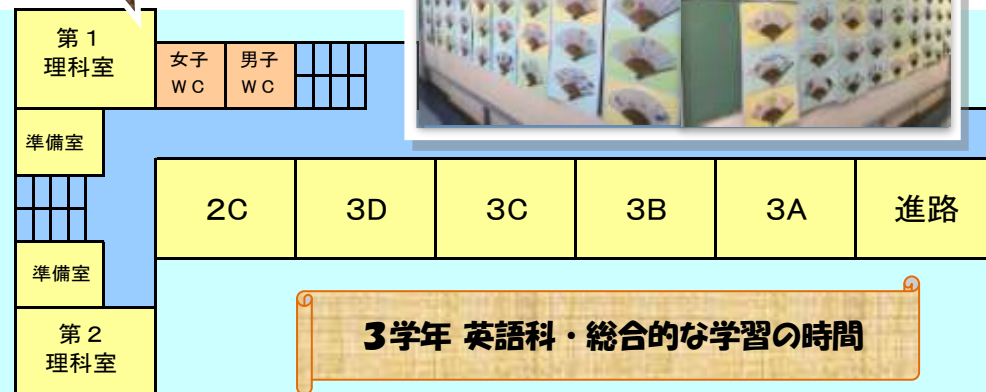 第1
理科室
女子
WC
男子
WC
準備室
2C
3D
3C
3B
3A
進路
準備室
第2
理科室
3学年 英語科・総合的な学習の時間